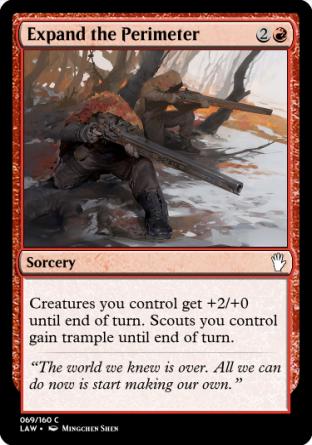 Expand the Perimeter 2
Sorcery
Creatures you control get +2/+0
until end of turn. Scouts you control
gain trample until end of turn.
“The world we knew is over. All we can
do now is start making our own.”
069/160 C
LAW • Mingchen Shen